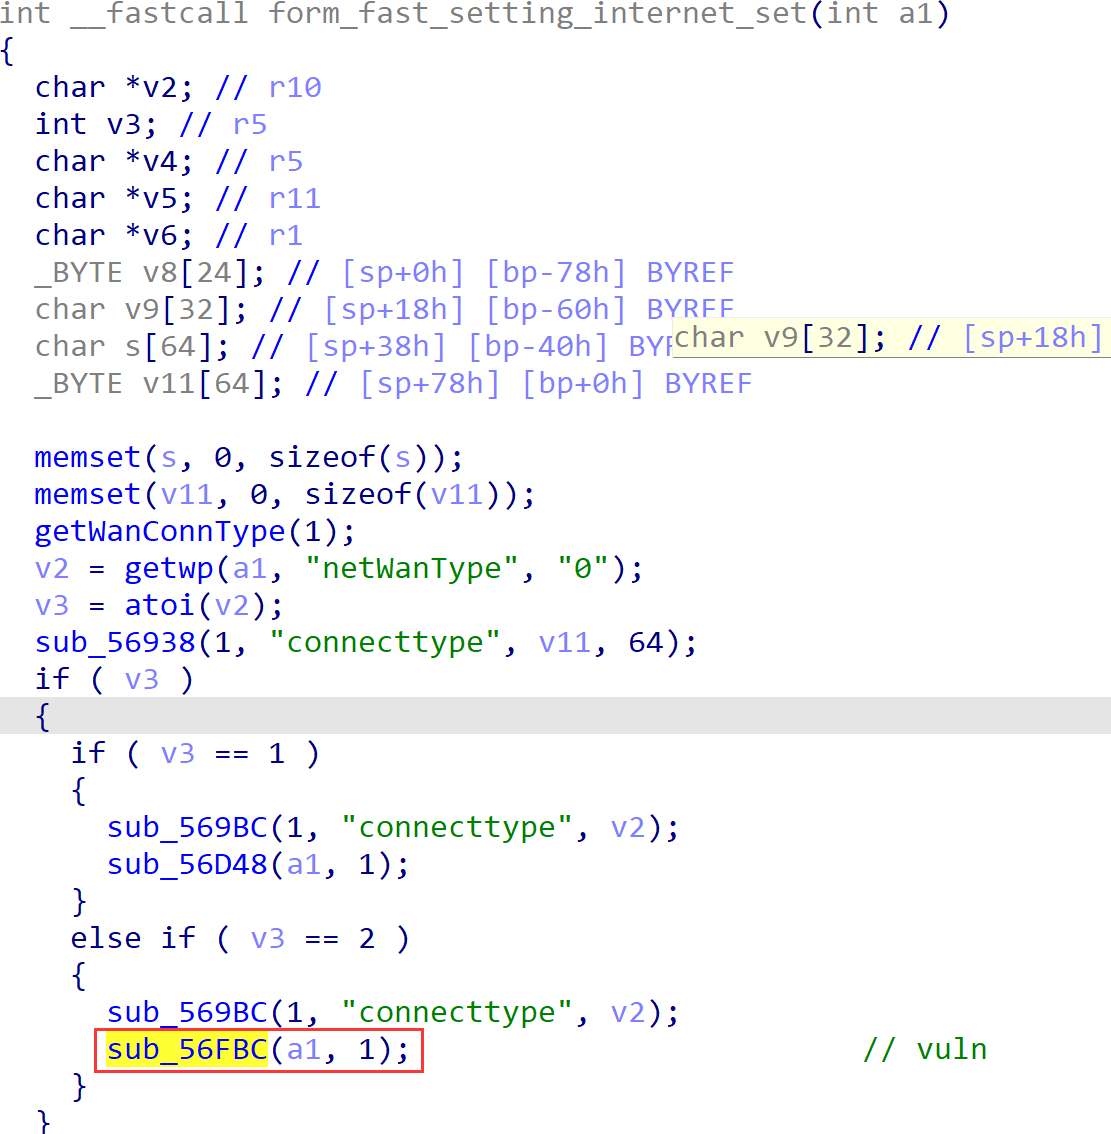 int __fastcall form_fast_setting_internet_set(int a1)
{
  char *v2; // r10
  int v3; // r5
  char *v4; // r5
  char *v5; // r11
  char *v6; // r1
  _BYTE v8[24]; // [sp+0h] [bp-78h] BYREF
  char v9[32]; // [sp+18h] [bp-60h] BYREF
  char s[64]; // [sp+38h] [bp-40h] BYR
char v9[32]; // [sp+18h]
  _BYTE v11[64]; // [sp+78h] [bp+0h] BYREF

  memset(s, 0, sizeof(s));
  memset(v11, 0, sizeof(v11));
  getWanConnType(1);
  v2 = getwp(a1, "netWanType", "0");
  v3 = atoi(v2);
  sub_56938(1, "connecttype", v11, 64);
  if ( v3 )
  {
    if ( v3 == 1 )
    {
      sub_569BC(1, "connecttype", v2);
      sub_56D48(a1, 1);
    }
    else if ( v3 == 2 )
    {
      sub_569BC(1, "connecttype", v2);
      sub_56FBC(a1, 1); // vuln
    }
  }